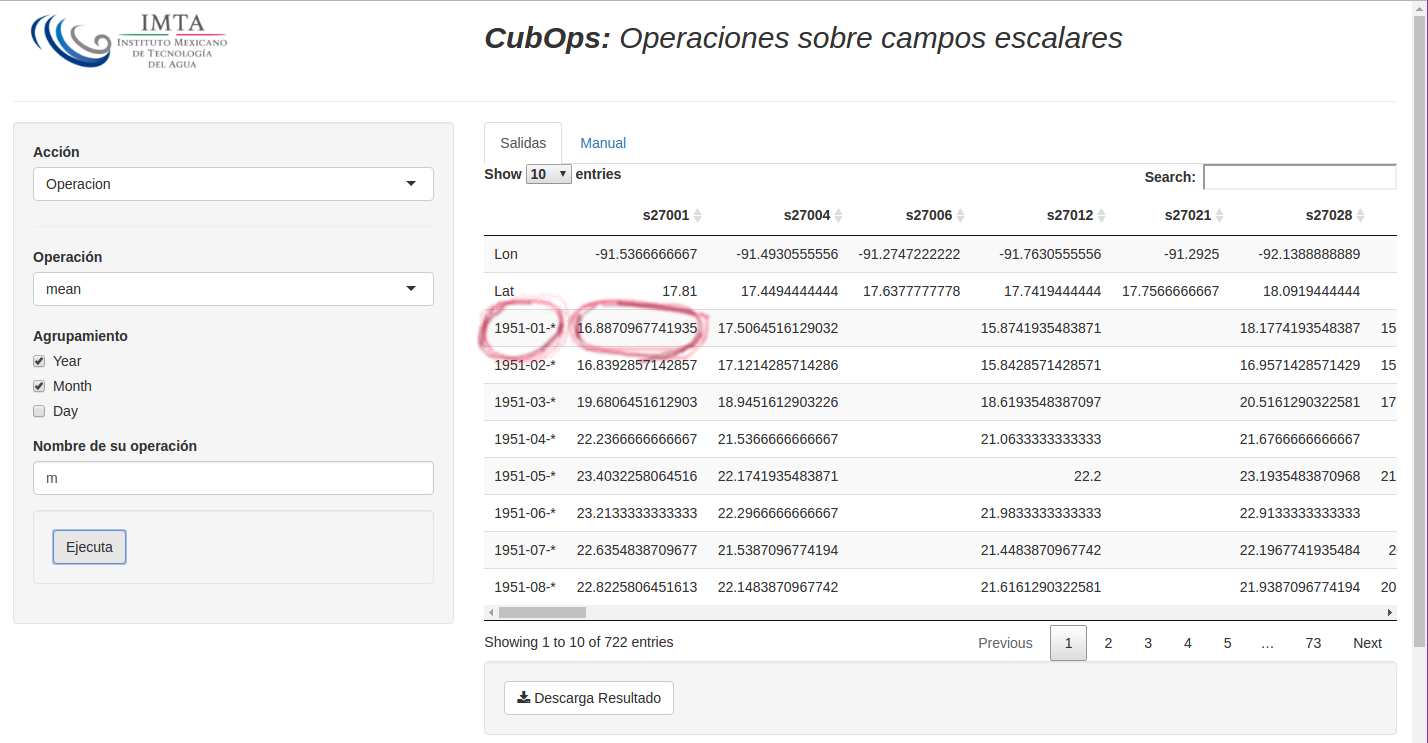 IMTA
INSTITUTO MEXICANO
DE TECNOLOGÍA
DEL AGUA
CubOps: Operaciones sobre campos escalares
Acción
Operacion
Operación
mean
Agrupamiento
Year
Month
Day
Nombre de su operación
m
Ejecuta
Salidas Manual
Show 10 entries Search:
s27001 s27004 s27006 s27012 s27021 s27028
Lon -91.5366666667 -91.4930555556 -91.2747222222 -91.7630555556 -91.2925 -92.1388888889
Lat 17.81 17.4494444444 17.6377777778 17.7419444444 17.7566666667 18.0919444444
1951-01-* 16.8870967741935 17.5064516129032 15.8741935483871 18.1774193548387 15
1951-02-* 16.8392857142857 17.1214285714286 15.8428571428571 16.9571428571429 15
1951-03-* 19.6806451612903 18.9451612903226 18.6193548387097 20.5161290322581 17
1951-04-* 22.2366666666667 21.5366666666667 21.0633333333333 21.6766666666667
1951-05-* 23.4032258064516 22.1741935483871 22.2 23.1935483870968 21
1951-06-* 23.2133333333333 22.2966666666667 21.9833333333333 22.9133333333333
1951-07-* 22.6354838709677 21.5387096774194 21.4483870967742 22.1967741935484 2
1951-08-* 22.8225806451613 22.1483870967742 21.6161290322581 21.9387096774194 20
Showing 1 to 10 of 722 entries Previous 1 2 3 4 5 … 73 Next
Descarga Resultado